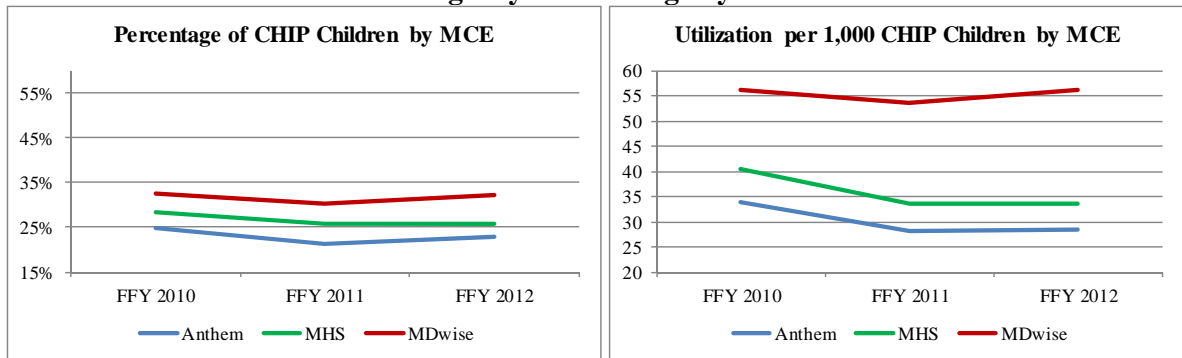 Percentage of CHIP Children by MCE
55%
45%
35%
25%
15%
FFY 2010 FFY 2011 FFY 2012
Anthem MHS MDwise
Utilization per 1,000 CHIP Children by MCE
60
55
50
45
40
35
30
25
20
FFY 2010 FFY 2011 FFY 2012
Anthem MHS MDwise